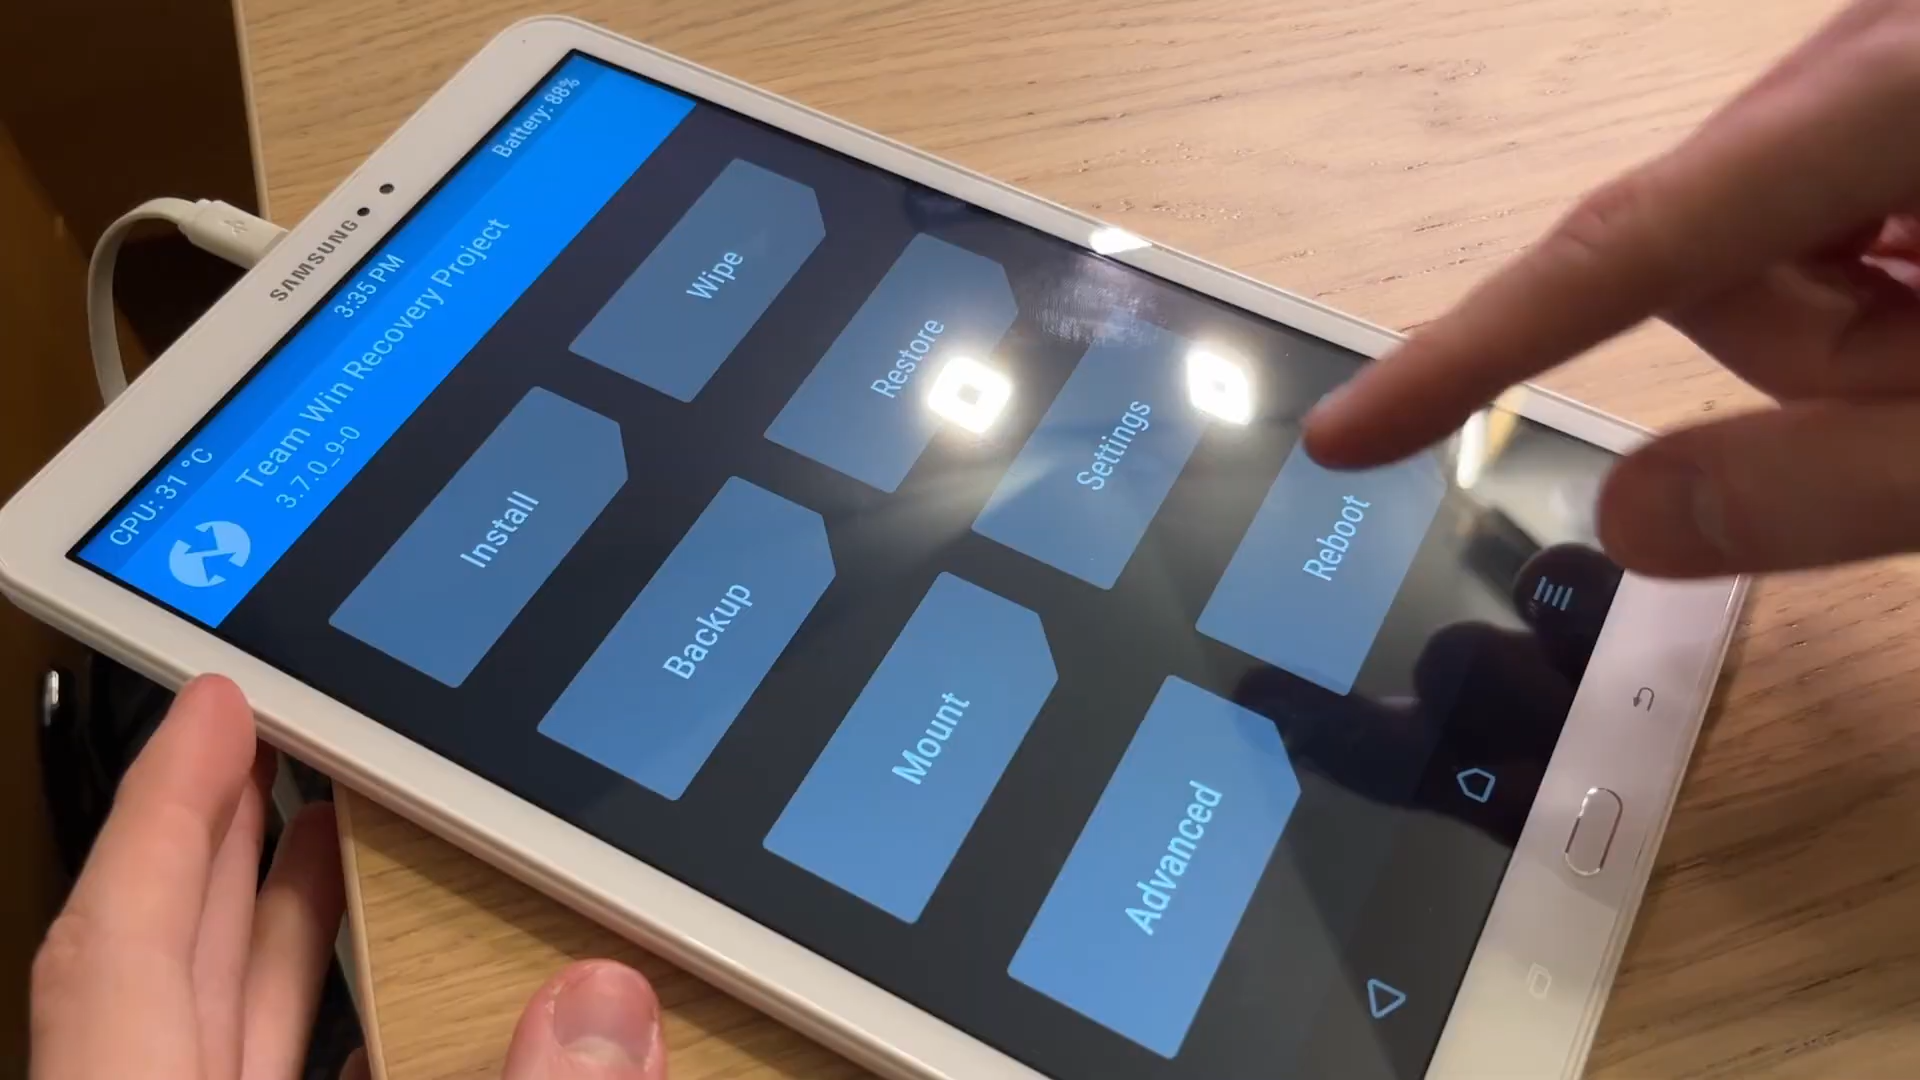 SAMSUNG
CPU: 31 °C
3:35 PM
Battery: 88%
Team Win Recovery Project
3.7.0_9-0
Install
Wipe
Backup
Restore
Mount
Settings
Advanced
Reboot